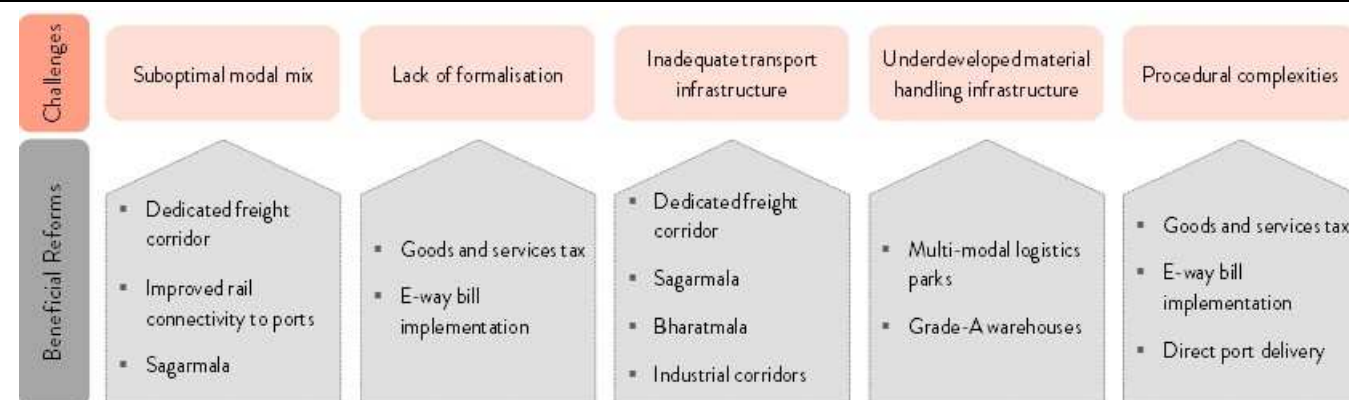 Challenges
Suboptimal modal mix
Lack of formalisation
Inadequate transport
infrastructure
Underdeveloped material
handling infrastructure
Procedural complexities
Beneficial Reforms
▪ Dedicated freight
corridor
▪ Improved rail
connectivity to ports
▪ Sagarmala
▪ Goods and services tax
▪ E-way bill
implementation
▪ Dedicated freight
corridor
▪ Sagarmala
▪ Bharatmala
▪ Industrial corridors
▪ Multi-modal logistics
parks
▪ Grade-A warehouses
▪ Goods and services tax
▪ E-way bill
implementation
▪ Direct port delivery